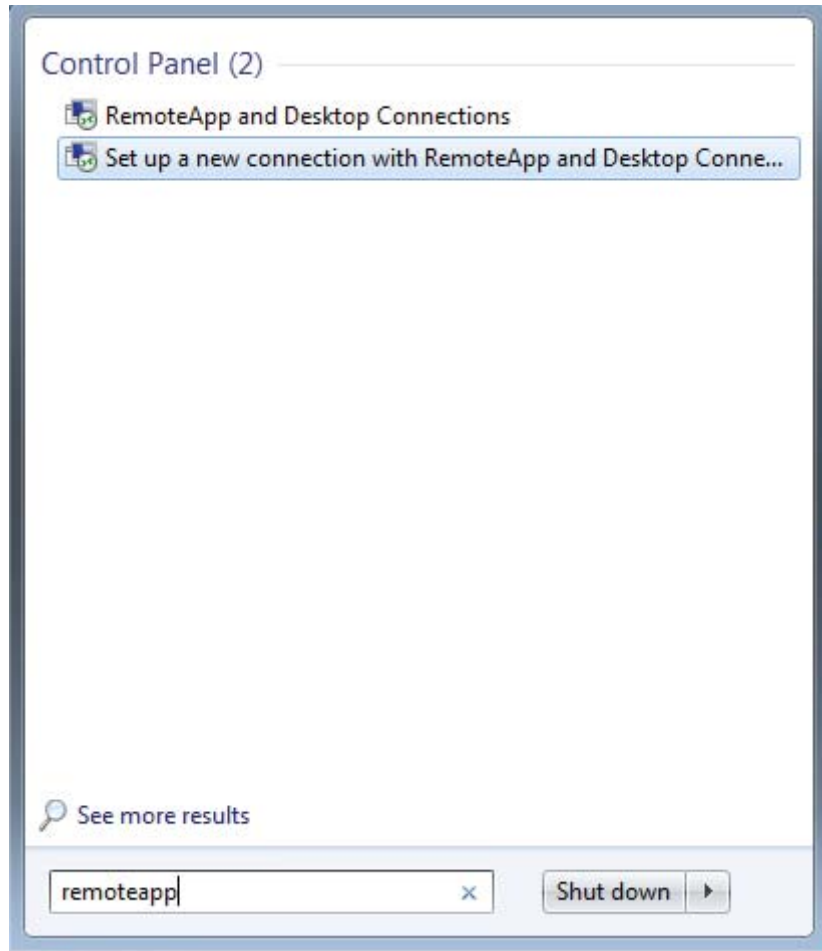 Control Panel (2)
RemoteApp and Desktop Connections
Set up a new connection with RemoteApp and Desktop Conne...
See more results
remoteapp
Shut down